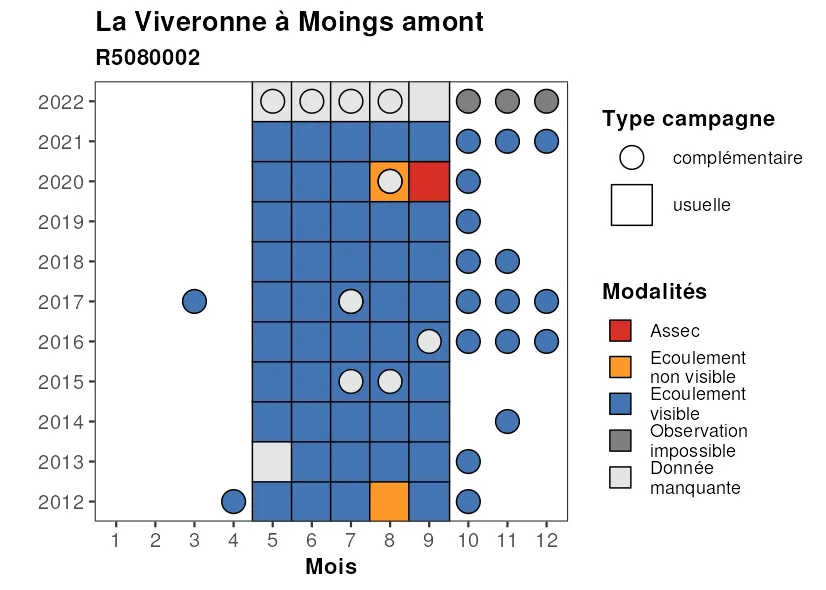 La Viveronne à Moings amont
R5080002
2022
2021
2020
2019
2018
2017
2016
2015
2014
2013
2012
1 2 3 4 5 6 7 8 9 10 11 12
Mois
Type campagne
complémentaire
usuelle
Modalités
Assec
Ecoulement
non visible
Ecoulement
visible
Observation
impossible
Donnée
manquante